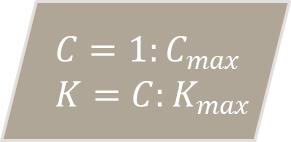 C = 1: C_max
K = C: K_max